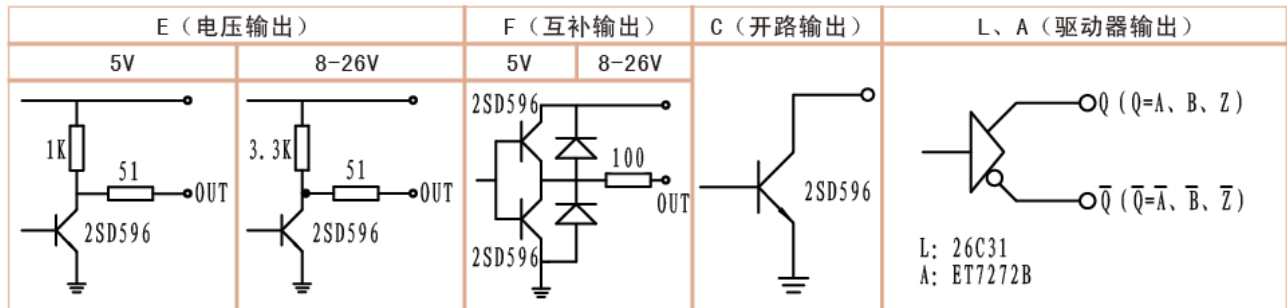 E（电压输出）
F（互补输出）
C（开路输出）
L、A（驱动器输出）
5V
8-26V
5V
8-26V
1K
51
OUT
2SD596
3.3K
51
OUT
2SD596
2SD596
100
OUT
2SD596
2SD596
Q（Q=A、B、Z）
Q̅（Q̅=A̅、B̅、Z̅）
L: 26C31
A: ET7272B